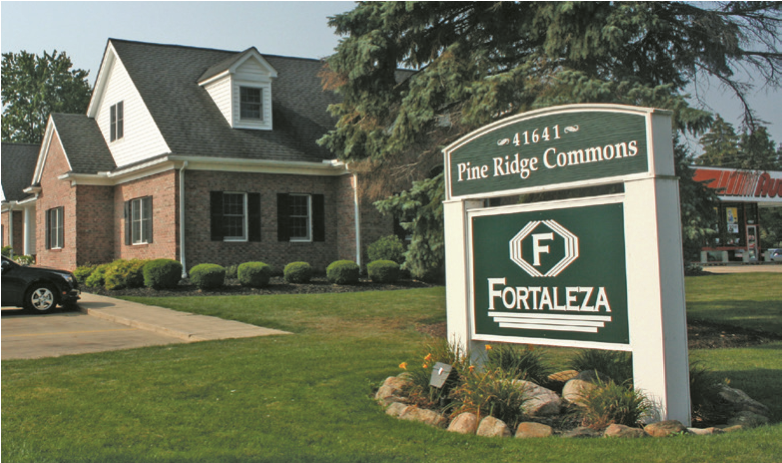 41641
Pine Ridge Commons
F
FORTALEZA